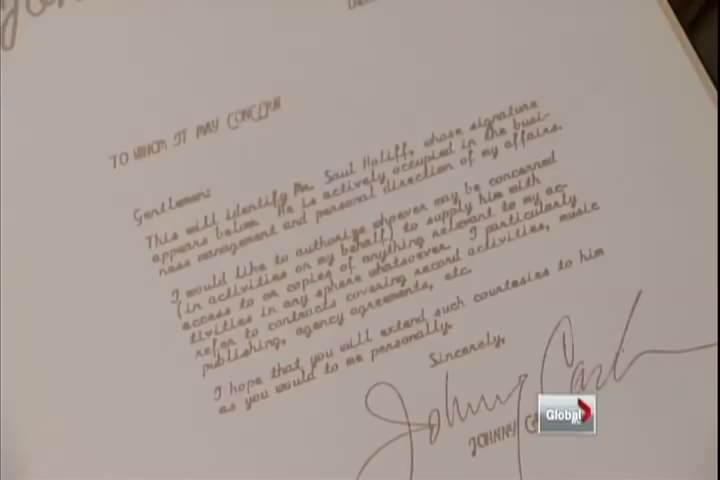 TO WHOM IT MAY CONCERN
Gentlemen:
This will identify Mr. Saul Holiff, whose signature
appears below. He is actively occupied in the busi-
ness management and personal direction of my affairs.
I would like to authorize whoever may be concerned
(in activities on my behalf) to supply him with
access to or copies of anything relevant to my ac-
tivities in any sphere whatsoever. I particularly
refer to contracts covering record activities, music
publishing, agency agreements, etc.
I hope that you will extend such courtesies to him
as you would to me personally.
Sincerely,
Johnny Cash
JOHNNY
Global